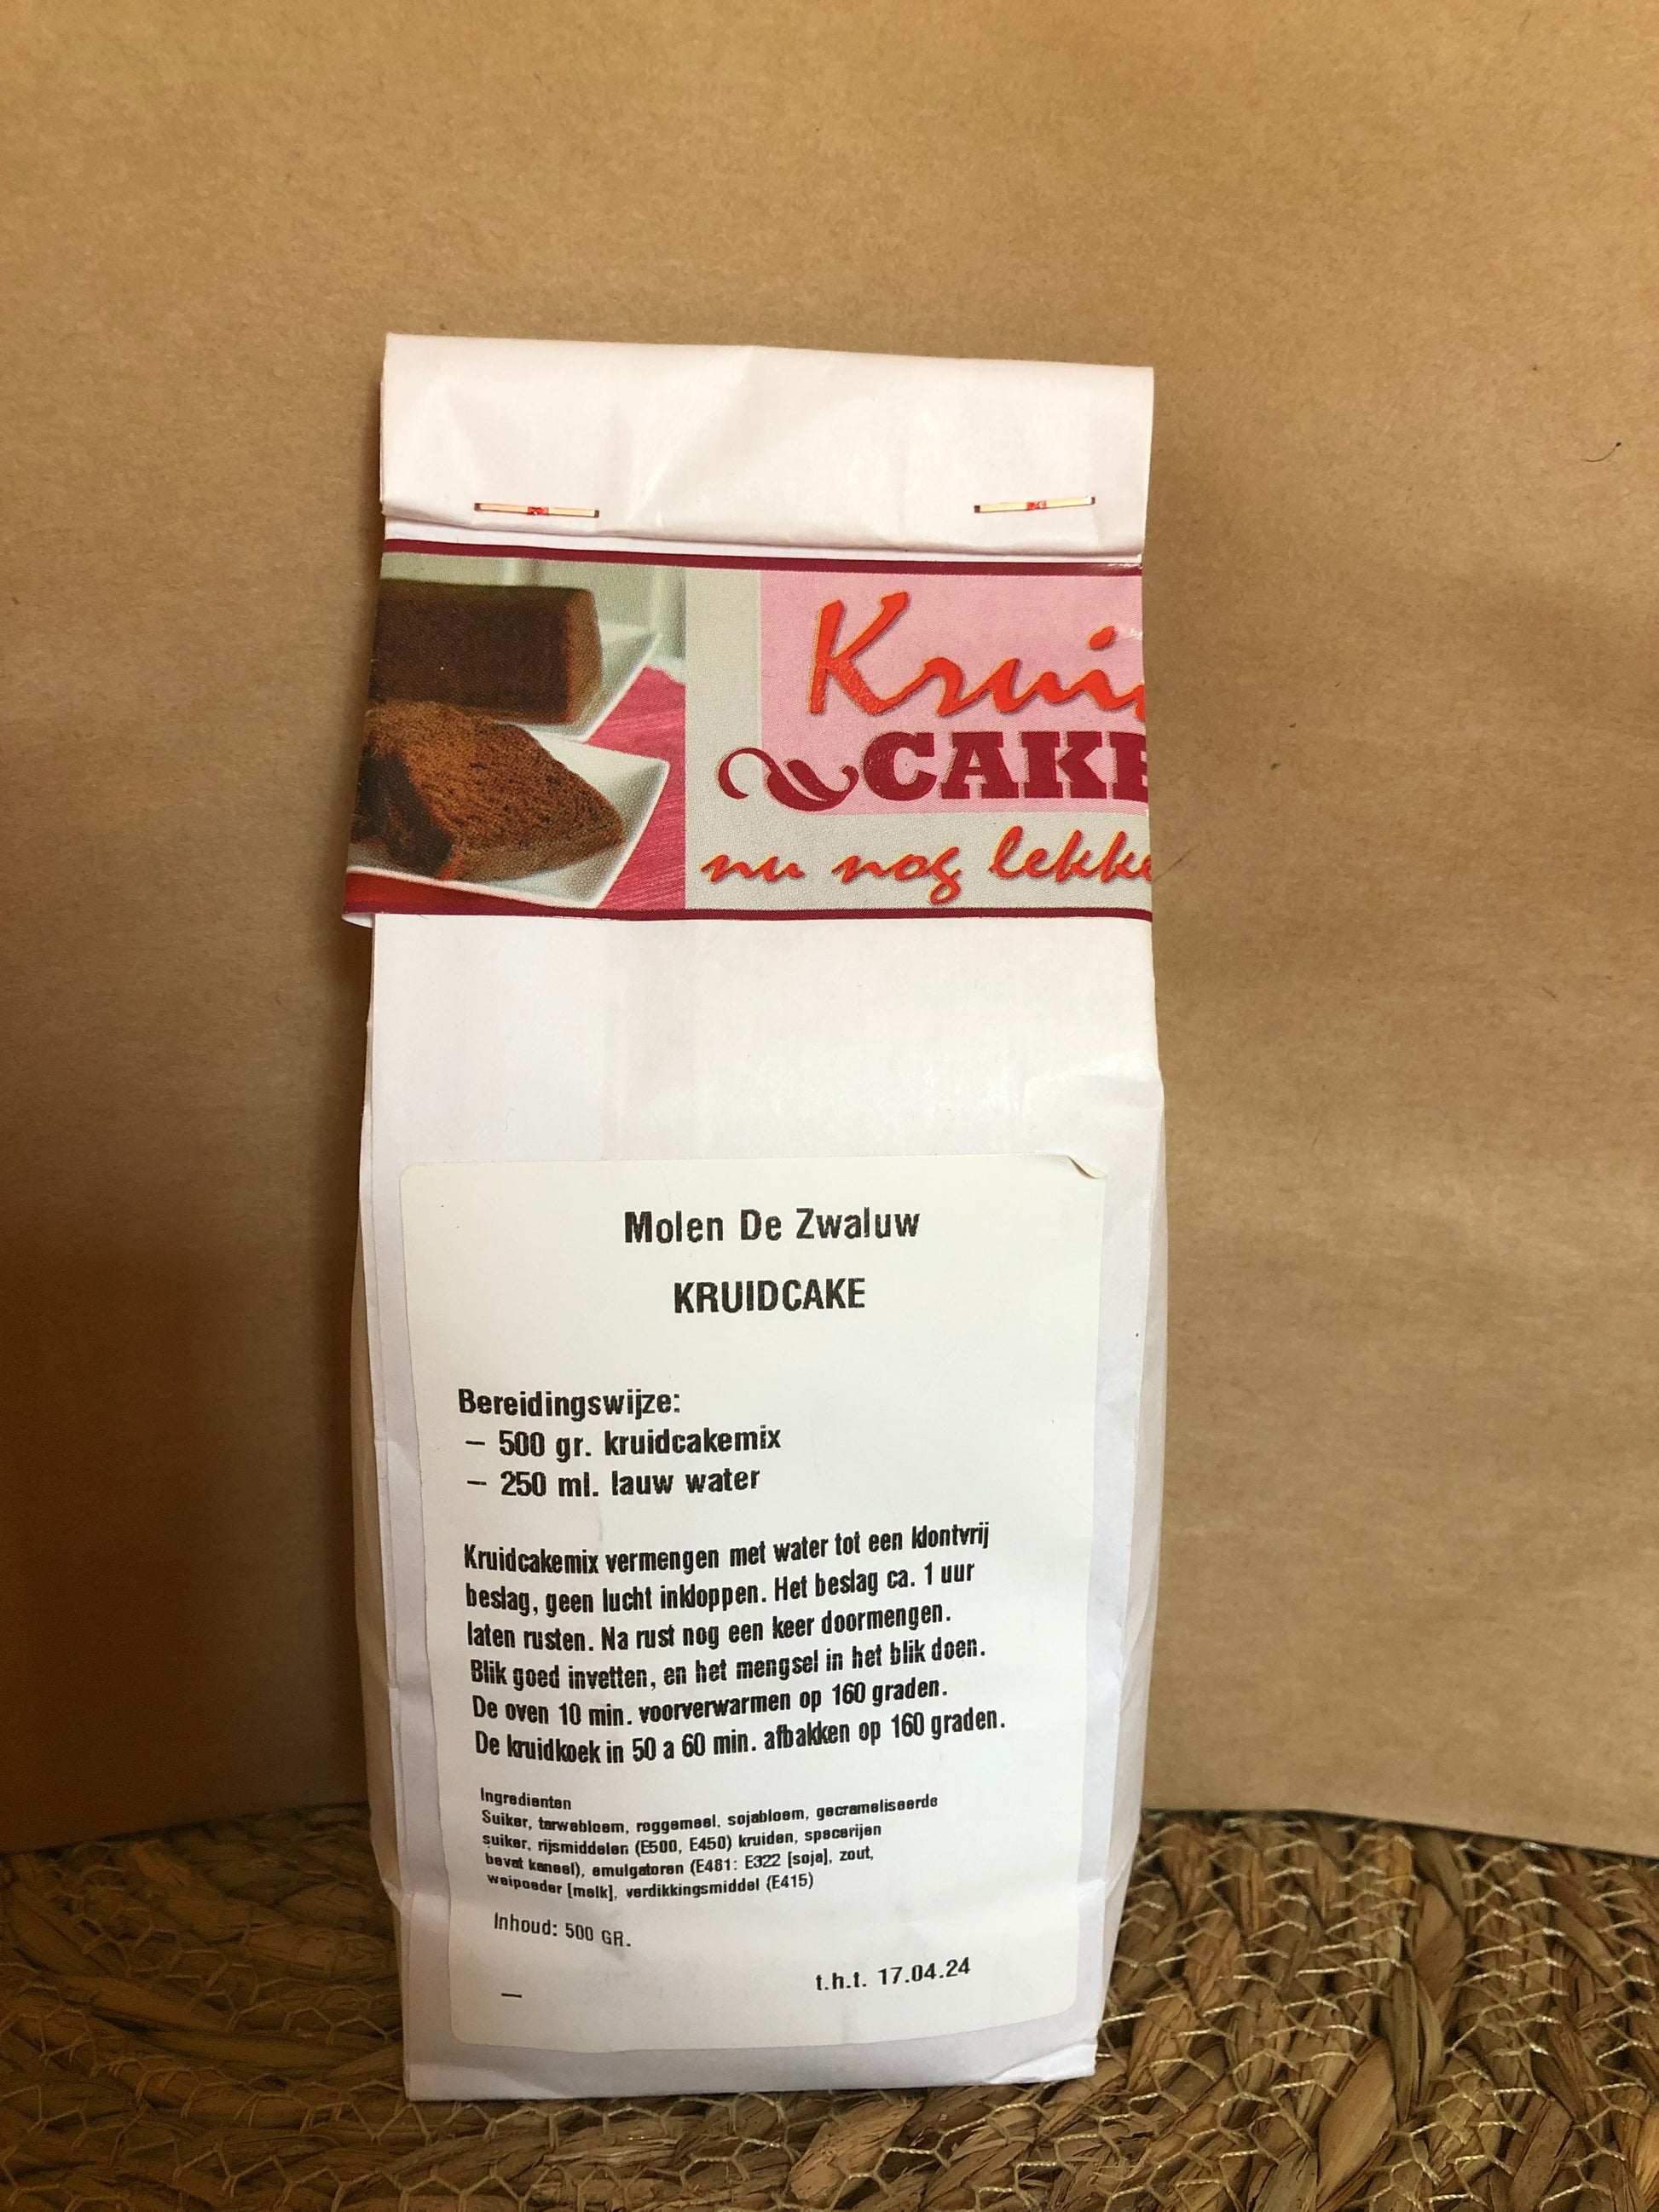 Krui
CAKE
nu nog lekke
Molen De Zwaluw
KRUIDCAKE
Bereidingswijze:
– 500 gr. kruidcakemix
– 250 ml. lauw water
Kruidcakemix vermengen met water tot een klontvrij
beslag, geen lucht inkloppen. Het beslag ca. 1 uur
laten rusten. Na rust nog een keer doormengen.
Blik goed invetten, en het mengsel in het blik doen.
De oven 10 min. voorverwarmen op 160 graden.
De kruidkoek in 50 a 60 min. afbakken op 160 graden.
Ingredienten
Suiker, tarwebloem, roggemeel, sojabloem, gecrameliseerde
suiker, rijsmiddelen (E500, E450) kruiden, specerijen
bevat kaneel), emulgatoren (E481: E322 [soja], zout,
weipoeder [melk], verdikkingsmiddel (E415)
Inhoud: 500 GR.
t.h.t. 17.04.24
–